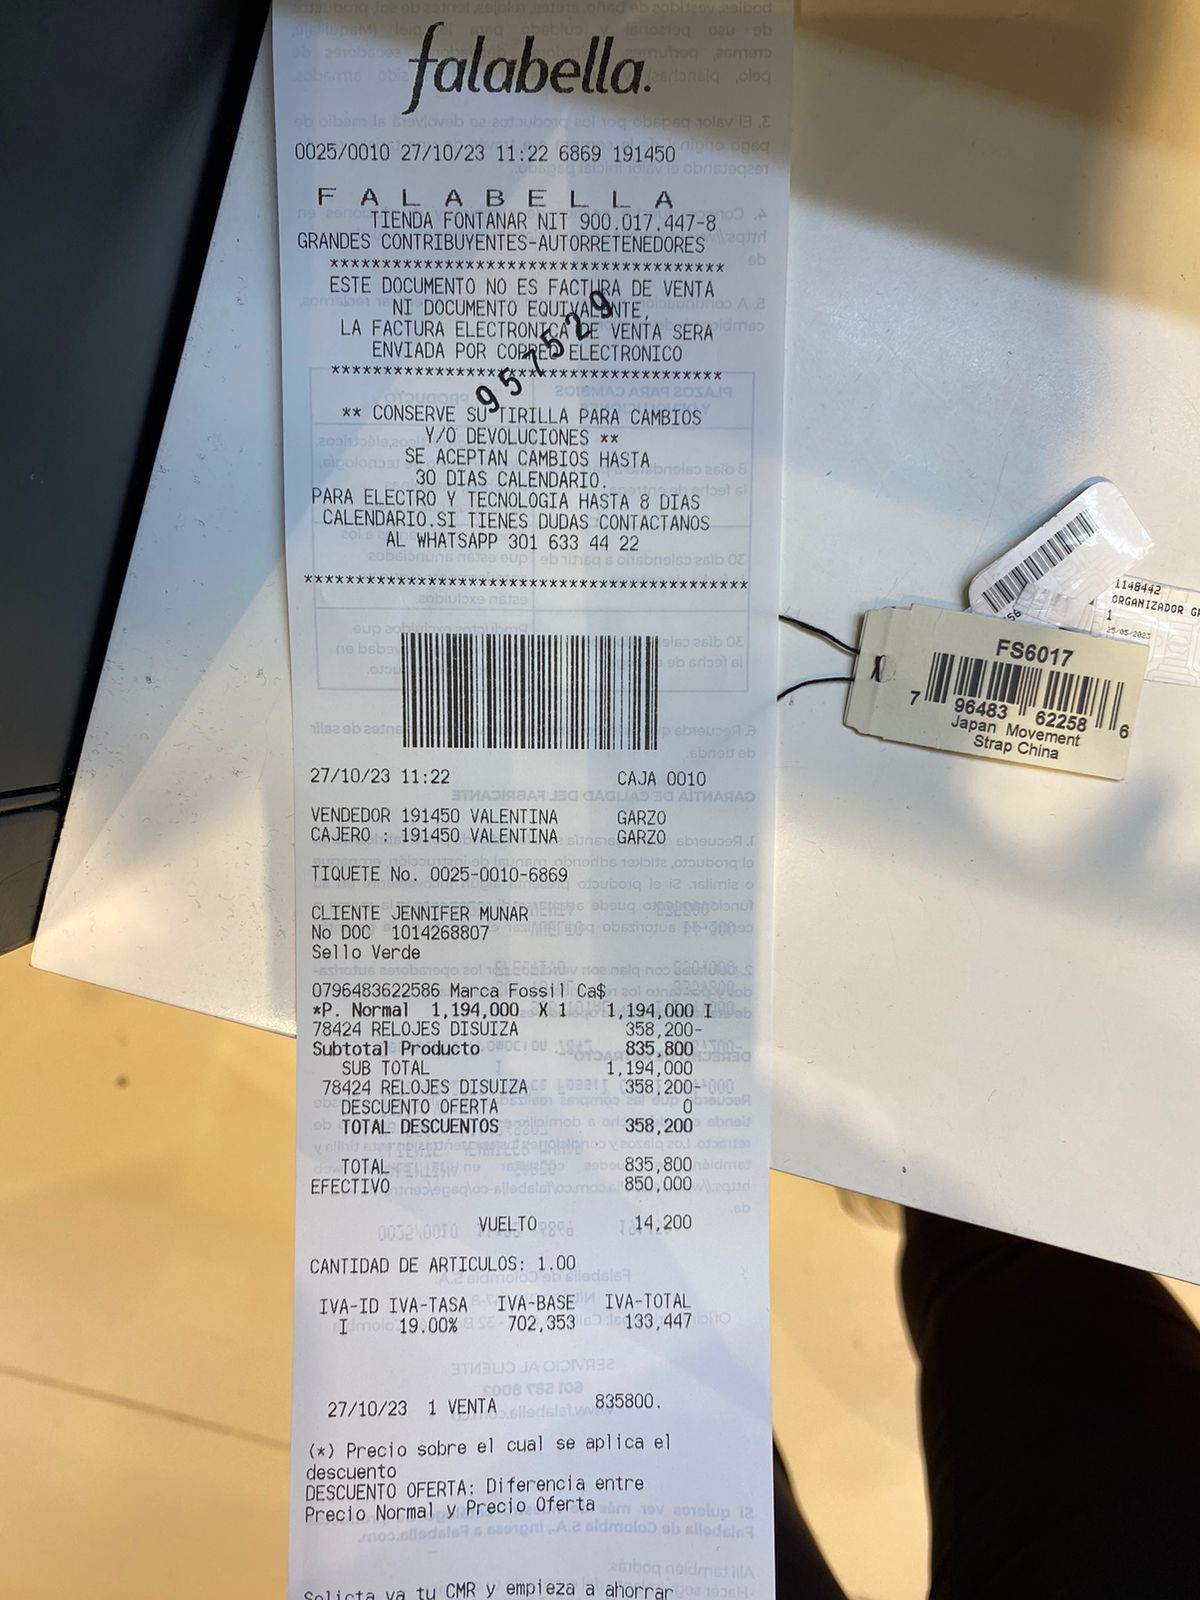 falabella.
0025/0010 27/10/23 11:22 6869 191450
F A L A B E L L A
TIENDA FONTANAR NIT 900.017.447-8
GRANDES CONTRIBUYENTES-AUTORRETENEDORES
**************************************
ESTE DOCUMENTO NO ES FACTURA DE VENTA
NI DOCUMENTO EQUIVALENTE,
LA FACTURA ELECTRONICA DE VENTA SERA
ENVIADA POR CORREO ELECTRONICO
**************************************
957529
** CONSERVE SU TIRILLA PARA CAMBIOS
Y/O DEVOLUCIONES **
SE ACEPTAN CAMBIOS HASTA
30 DIAS CALENDARIO.
PARA ELECTRO Y TECNOLOGIA HASTA 8 DIAS
CALENDARIO.SI TIENES DUDAS CONTACTANOS
AL WHATSAPP 301 633 44 22
*******************************************
27/10/23 11:22 CAJA 0010
VENDEDOR 191450 VALENTINA GARZO
CAJERO : 191450 VALENTINA GARZO
TIQUETE No. 0025-0010-6869
CLIENTE JENNIFER MUNAR
No DOC 1014268807
Sello Verde
0796483622586 Marca Fossil Ca$
*P. Normal 1,194,000 X 1 1,194,000 I
78424 RELOJES DISUIZA 358,200-
Subtotal Producto 835,800
SUB TOTAL 1,194,000
78424 RELOJES DISUIZA 358,200-
DESCUENTO OFERTA 0
TOTAL DESCUENTOS 358,200
TOTAL 835,800
EFECTIVO 850,000
VUELTO 14,200
CANTIDAD DE ARTICULOS: 1.00
IVA-ID IVA-TASA IVA-BASE IVA-TOTAL
I 19.00% 702,353 133,447
27/10/23 1 VENTA 835800.
(*) Precio sobre el cual se aplica el
descuento
DESCUENTO OFERTA: Diferencia entre
Precio Normal y Precio Oferta
Solicta ya tu CMR y empieza a ahorrar
1148442
ORGANIZADOR
1
25/05/2023
FS6017
7 96483 62258 6
Japan Movement
Strap China